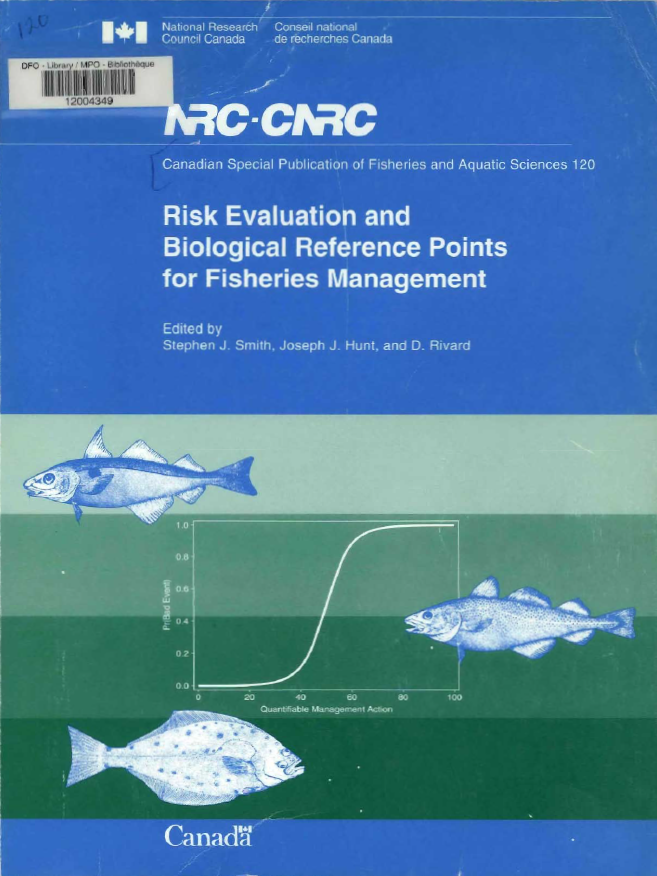 120
National Research Conseil national
Council Canada de recherches Canada
DFO - Library / MPO - Bibliothèque
12004349
NRC·CNRC
Canadian Special Publication of Fisheries and Aquatic Sciences 120
Risk Evaluation and
Biological Reference Points
for Fisheries Management
Edited by
Stephen J. Smith, Joseph J. Hunt, and D. Rivard
1.0
0.8
0.6
0.4
0.2
0.0
Pr(Bad Event)
0 20 40 60 80 100
Quantifiable Management Action
Canada